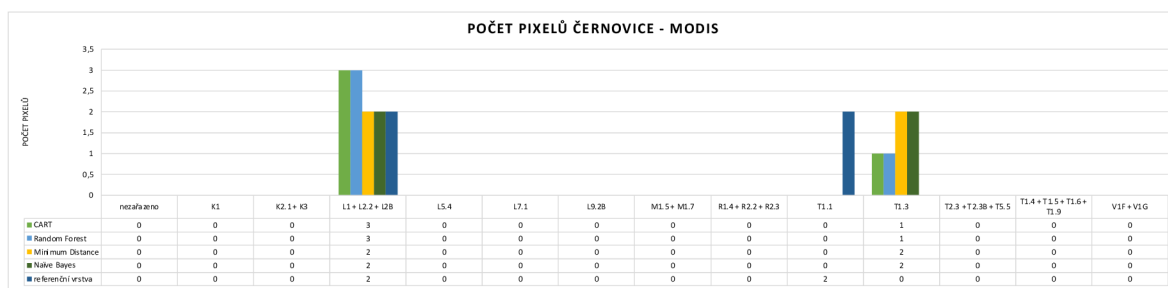 POČET PIXELŮ ČERNOVICE - MODIS
POČET PIXELŮ
3,5
3
2,5
2
1,5
1
0,5
0
nezařazeno K1 K2.1 + K3 L1 + L2.2 + L2B L5.4 L7.1 L9.2B M1.5 + M1.7 R1.4 + R2.2 + R2.3 T1.1 T1.3 T2.3 + T2.3B + T5.5 T1.4 + T1.5 + T1.6 + T1.9 V1F + V1G
CART 0 0 0 3 0 0 0 0 0 0 1 0 0 0
Random Forest 0 0 0 3 0 0 0 0 0 0 1 0 0 0
Minimum Distance 0 0 0 2 0 0 0 0 0 0 2 0 0 0
Naïve Bayes 0 0 0 2 0 0 0 0 0 0 2 0 0 0
referenční vrstva 0 0 0 2 0 0 0 0 0 2 0 0 0 0